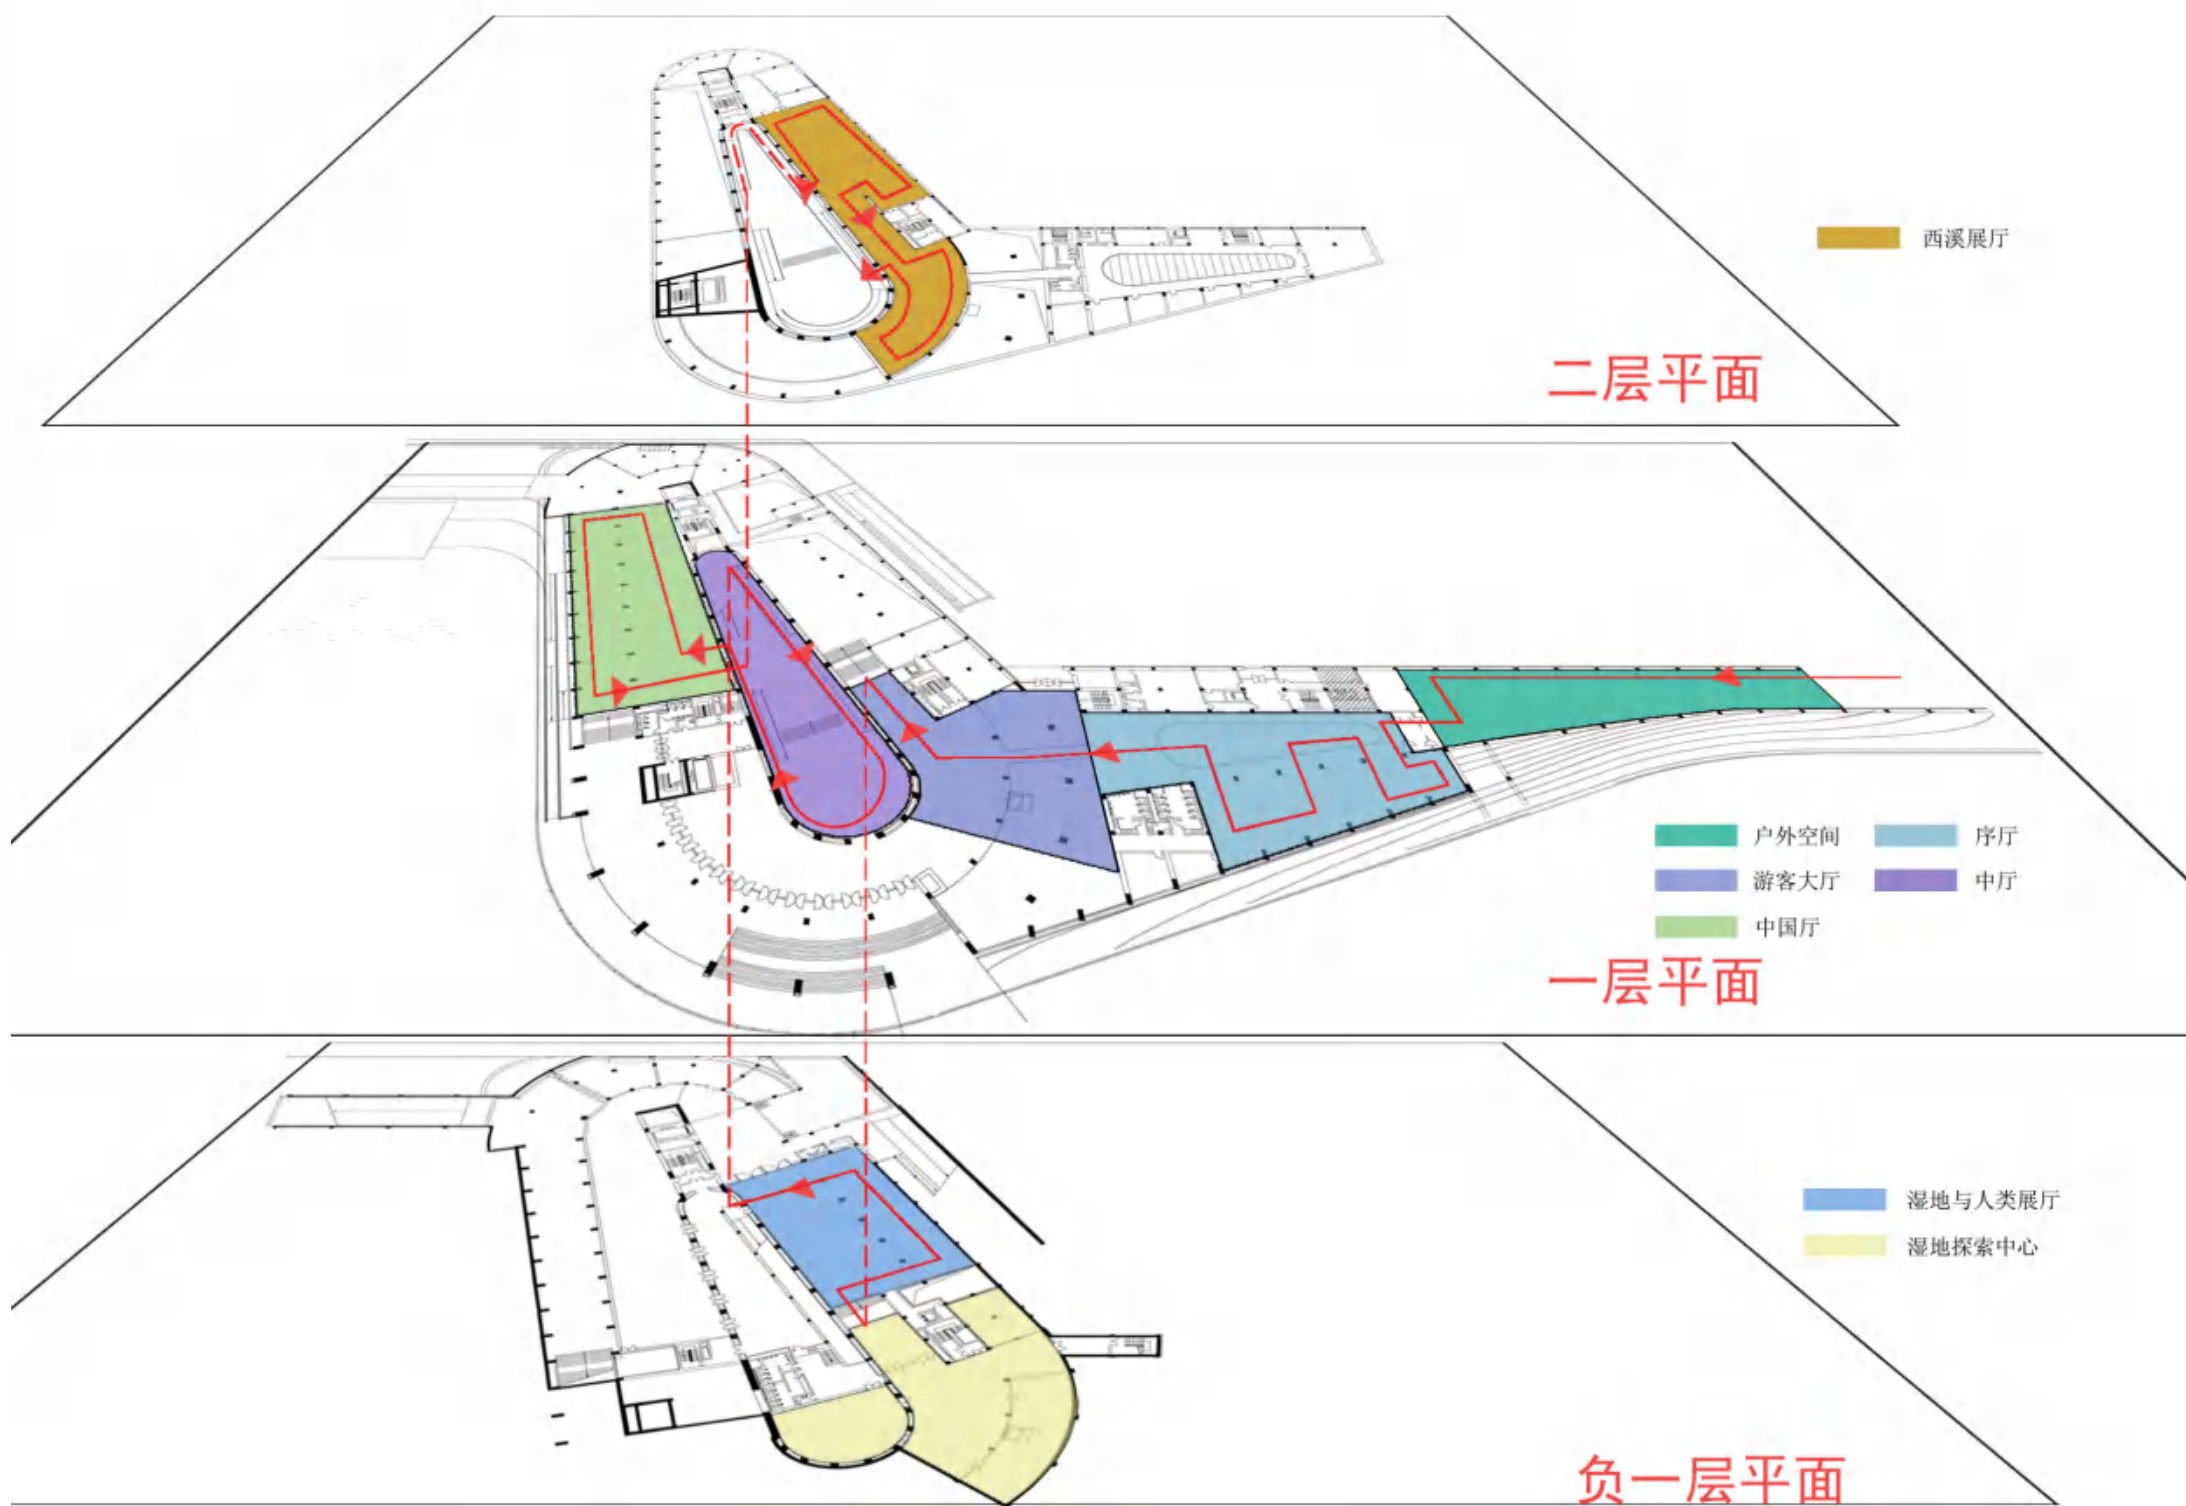 西溪展厅
二层平面
户外空间 序厅
游客大厅 中厅
中国厅
一层平面
湿地与人类展厅
湿地探索中心
负一层平面